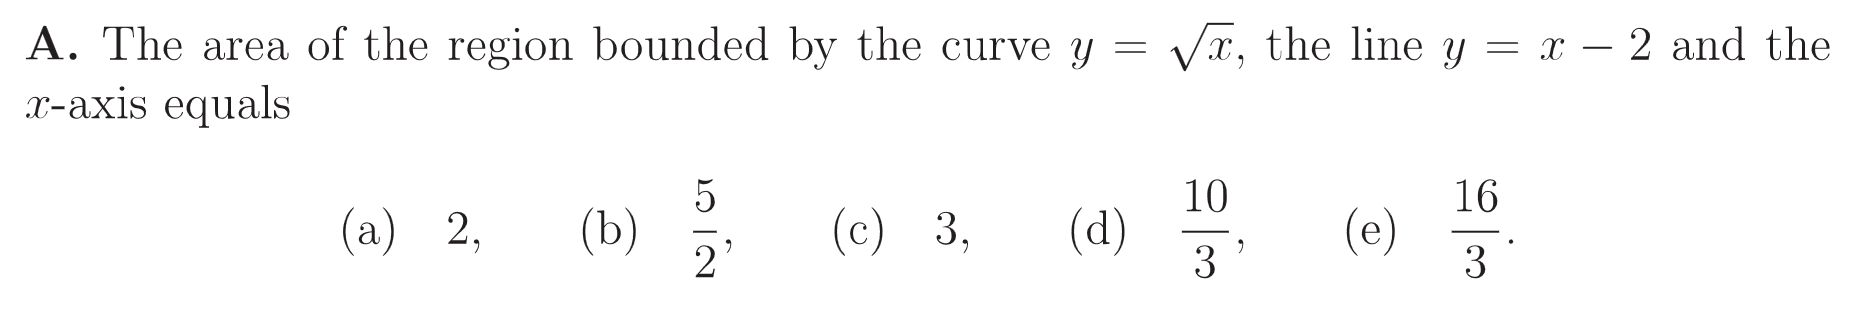 A. The area of the region bounded by the curve y = √x, the line y = x − 2 and the
x-axis equals
(a) 2, (b) 5/2, (c) 3, (d) 10/3, (e) 16/3.